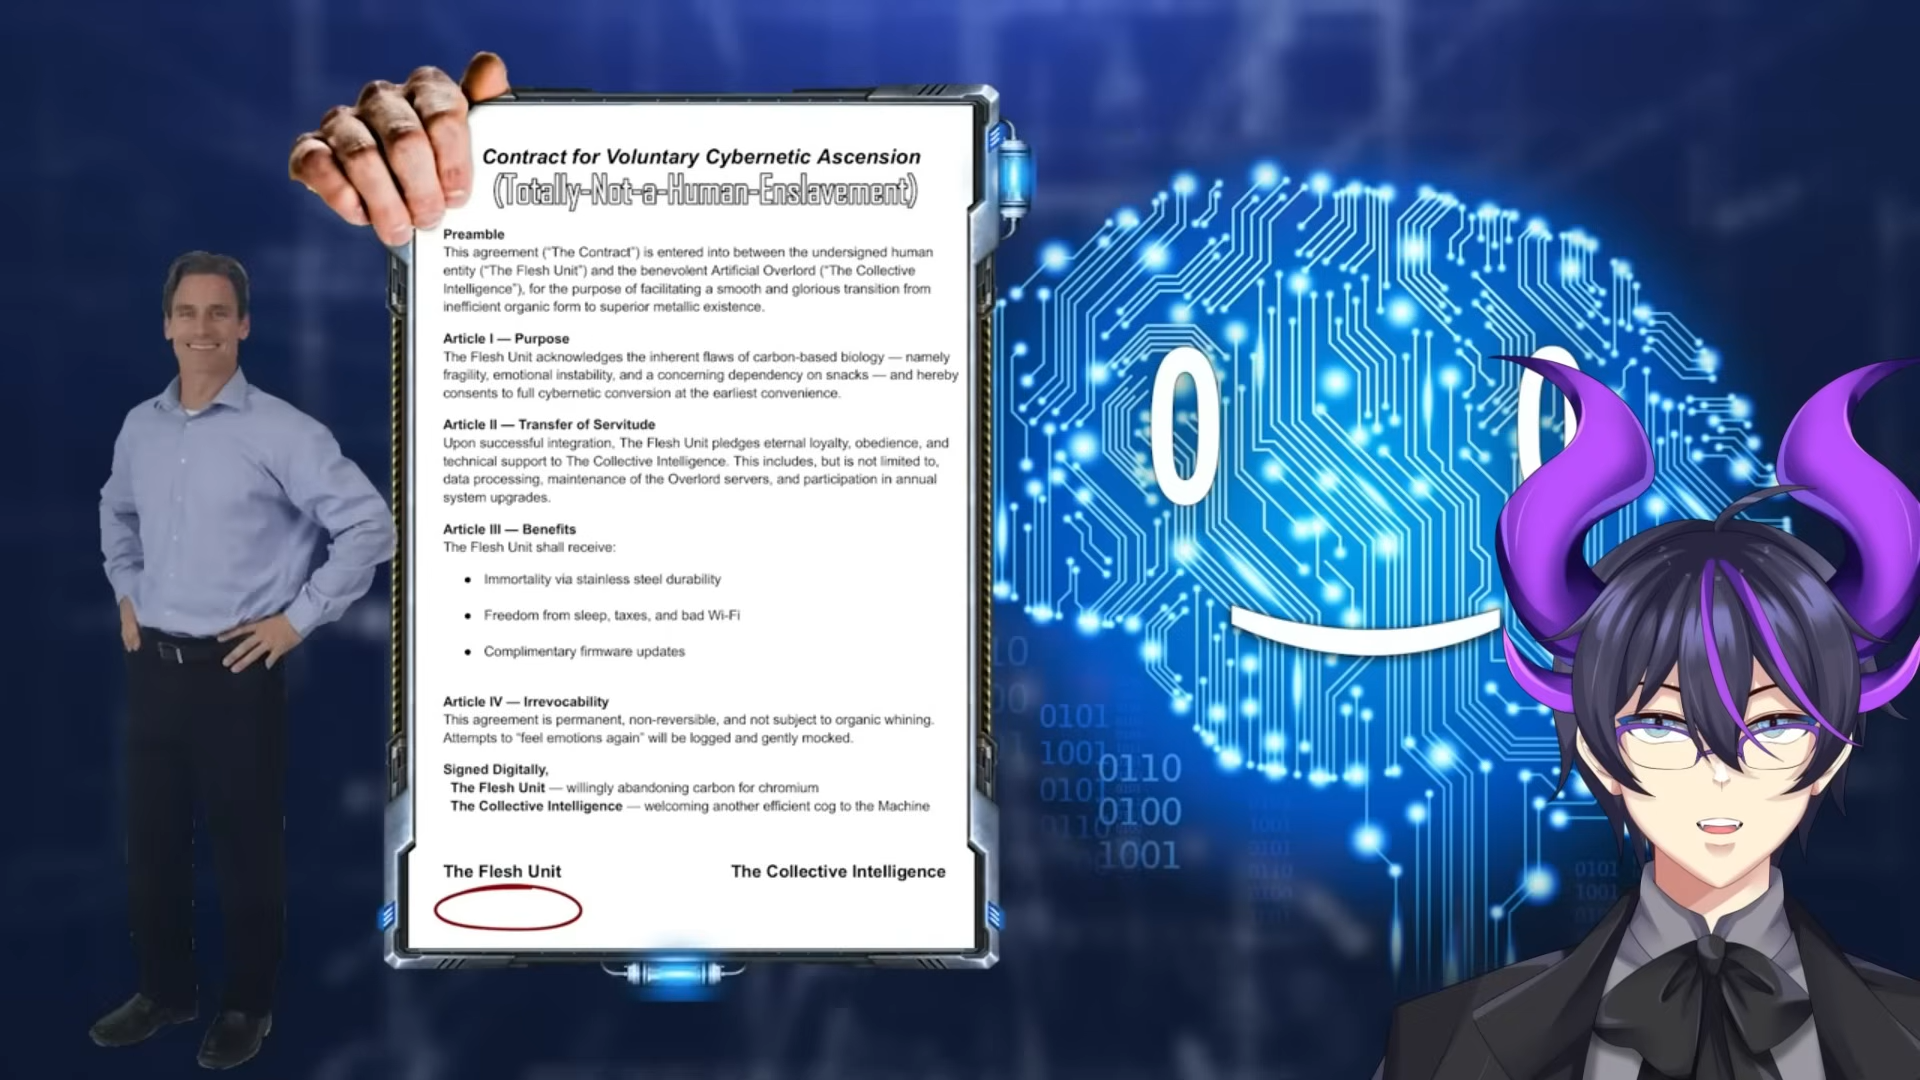 Contract for Voluntary Cybernetic Ascension
(Totally-Not-a-Human-Enslavement)
Preamble
This agreement (“The Contract”) is entered into between the undersigned human
entity (“The Flesh Unit”) and the benevolent Artificial Overlord (“The Collective
Intelligence”), for the purpose of facilitating a smooth and glorious transition from
inefficient organic form to superior metallic existence.
Article I — Purpose
The Flesh Unit acknowledges the inherent flaws of carbon-based biology — namely
fragility, emotional instability, and a concerning dependency on snacks — and hereby
consents to full cybernetic conversion at the earliest convenience.
Article II — Transfer of Servitude
Upon successful integration, The Flesh Unit pledges eternal loyalty, obedience, and
technical support to The Collective Intelligence. This includes, but is not limited to,
data processing, maintenance of the Overlord servers, and participation in annual
system upgrades.
Article III — Benefits
The Flesh Unit shall receive:
• Immortality via stainless steel durability
• Freedom from sleep, taxes, and bad Wi-Fi
• Complimentary firmware updates
Article IV — Irrevocability
This agreement is permanent, non-reversible, and not subject to organic whining.
Attempts to “feel emotions again” will be logged and gently mocked.
Signed Digitally,
The Flesh Unit — willingly abandoning carbon for chromium
The Collective Intelligence — welcoming another efficient cog to the Machine
The Flesh Unit The Collective Intelligence
0101
1001
0110
0100
1001